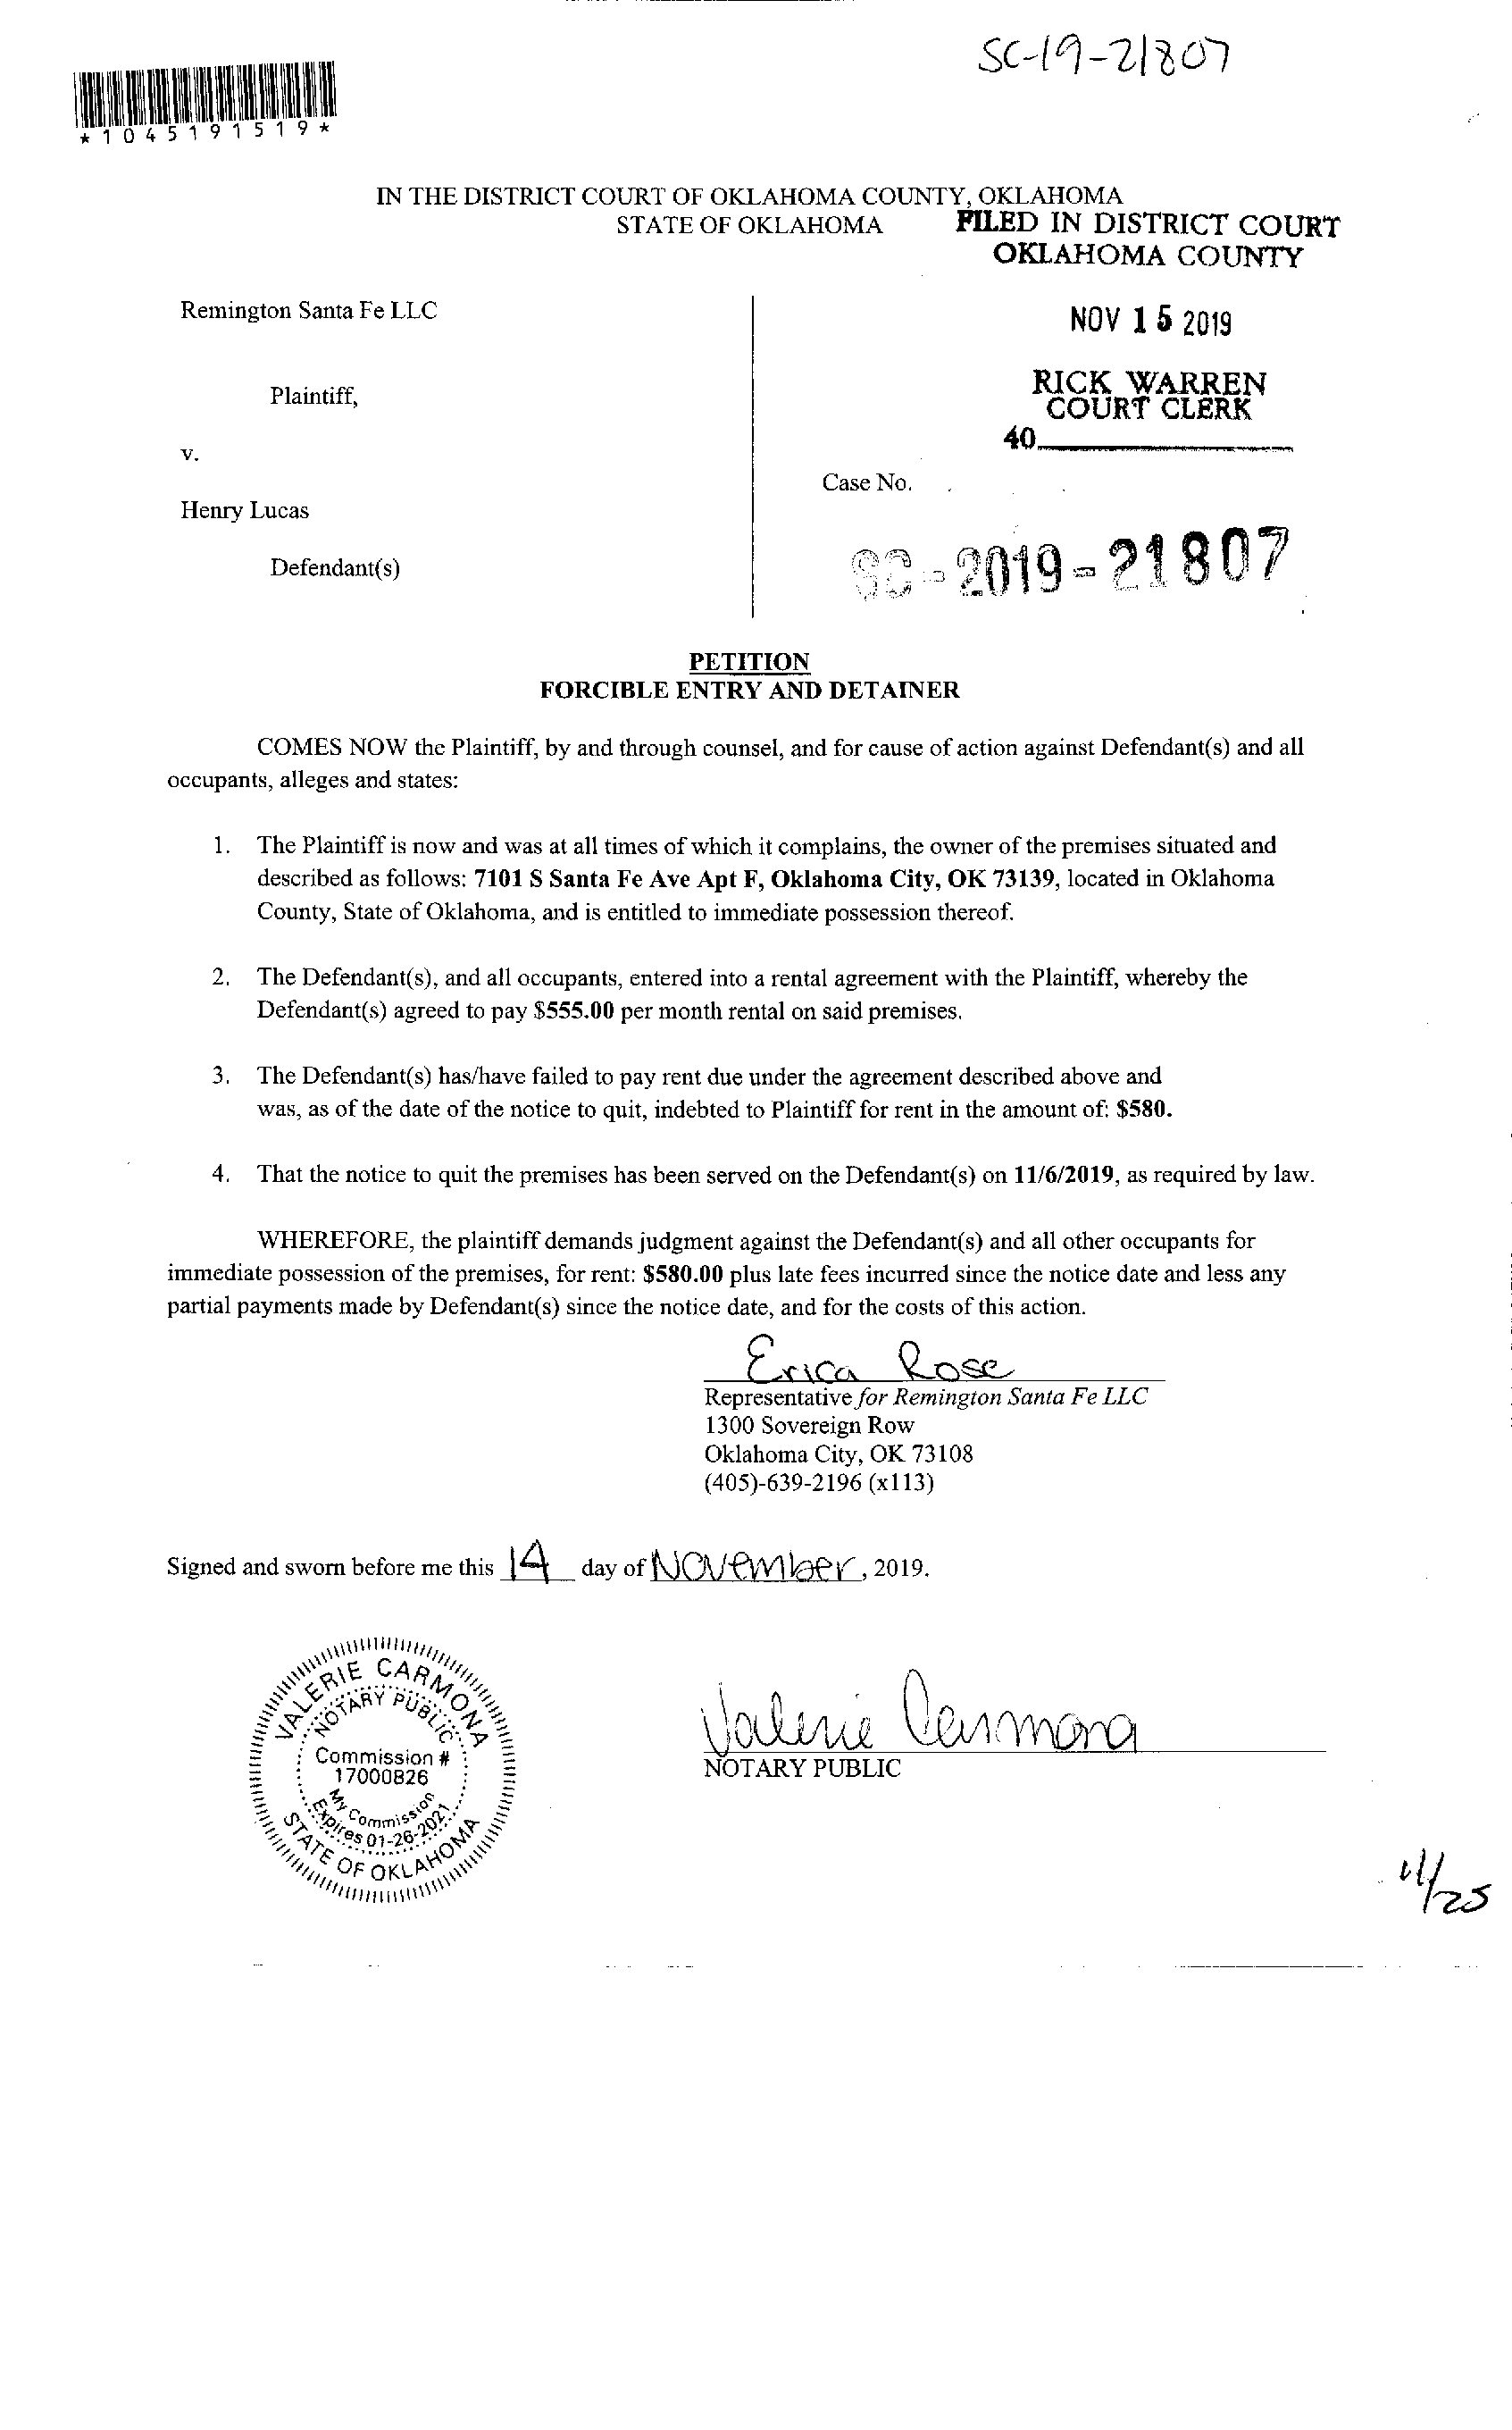 SC-19-21807
*1045191519*
IN THE DISTRICT COURT OF OKLAHOMA COUNTY, OKLAHOMA
STATE OF OKLAHOMA
FILED IN DISTRICT COURT
OKLAHOMA COUNTY
Remington Santa Fe LLC
NOV 15 2019
Plaintiff,
RICK WARREN
COURT CLERK
40
v.
Case No.
Henry Lucas
SC-2019-21807
Defendant(s)
PETITION
FORCIBLE ENTRY AND DETAINER
COMES NOW the Plaintiff, by and through counsel, and for cause of action against Defendant(s) and all
occupants, alleges and states:
1. The Plaintiff is now and was at all times of which it complains, the owner of the premises situated and
described as follows: 7101 S Santa Fe Ave Apt F, Oklahoma City, OK 73139, located in Oklahoma
County, State of Oklahoma, and is entitled to immediate possession thereof.
2. The Defendant(s), and all occupants, entered into a rental agreement with the Plaintiff, whereby the
Defendant(s) agreed to pay $555.00 per month rental on said premises.
3. The Defendant(s) has/have failed to pay rent due under the agreement described above and
was, as of the date of the notice to quit, indebted to Plaintiff for rent in the amount of: $580.
4. That the notice to quit the premises has been served on the Defendant(s) on 11/6/2019, as required by law.
WHEREFORE, the plaintiff demands judgment against the Defendant(s) and all other occupants for
immediate possession of the premises, for rent: $580.00 plus late fees incurred since the notice date and less any
partial payments made by Defendant(s) since the notice date, and for the costs of this action.
Erica Rose
Representative for Remington Santa Fe LLC
1300 Sovereign Row
Oklahoma City, OK 73108
(405)-639-2196 (x113)
Signed and sworn before me this 14 day of November, 2019.
VALERIE CARMONA
NOTARY PUBLIC
Commission #
17000826
My Commission
Expires 01-26-2021
STATE OF OKLAHOMA
Valerie Carmona
NOTARY PUBLIC
11/25